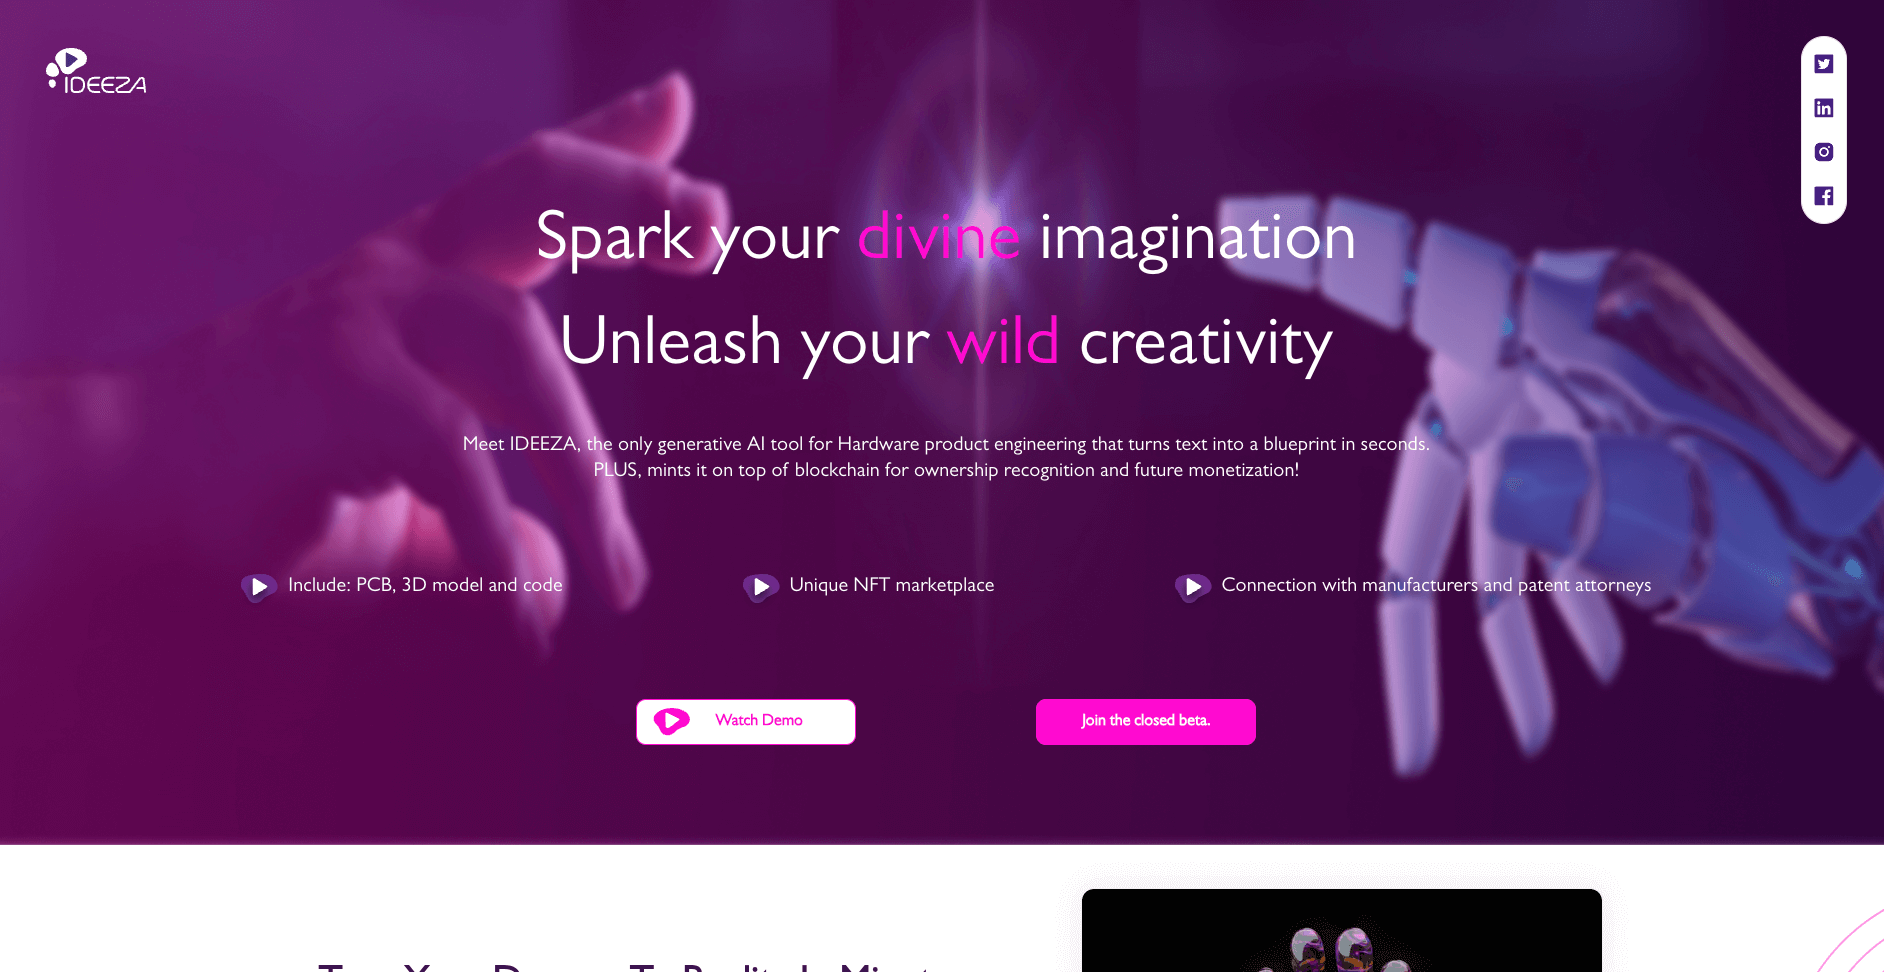 IDEEZA
Spark your divine imagination
Unleash your wild creativity
Meet IDEEZA, the only generative AI tool for Hardware product engineering that turns text into a blueprint in seconds.
PLUS, mints it on top of blockchain for ownership recognition and future monetization!
Include: PCB, 3D model and code
Unique NFT marketplace
Connection with manufacturers and patent attorneys
Watch Demo
Join the closed beta.